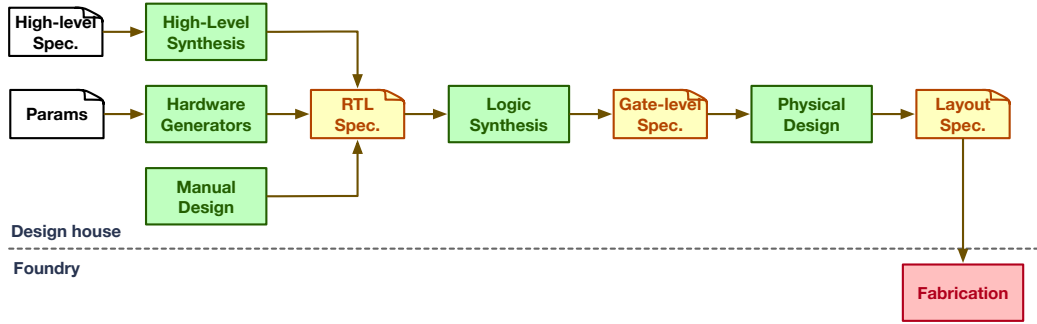 High-level
Spec.
High-Level
Synthesis
Params
Hardware
Generators
RTL
Spec.
Logic
Synthesis
Gate-level
Spec.
Physical
Design
Layout
Spec.
Manual
Design
Design house
Foundry
Fabrication